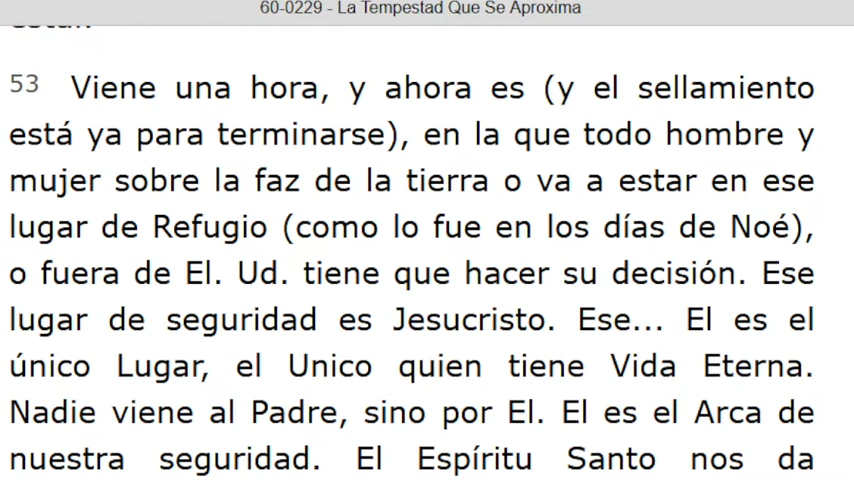 60-0229 - La Tempestad Que Se Aproxima
53 Viene una hora, y ahora es (y el sellamiento
está ya para terminarse), en la que todo hombre y
mujer sobre la faz de la tierra o va a estar en ese
lugar de Refugio (como lo fue en los días de Noé),
o fuera de El. Ud. tiene que hacer su decisión. Ese
lugar de seguridad es Jesucristo. Ese... El es el
único Lugar, el Unico quien tiene Vida Eterna.
Nadie viene al Padre, sino por El. El es el Arca de
nuestra seguridad. El Espíritu Santo nos da